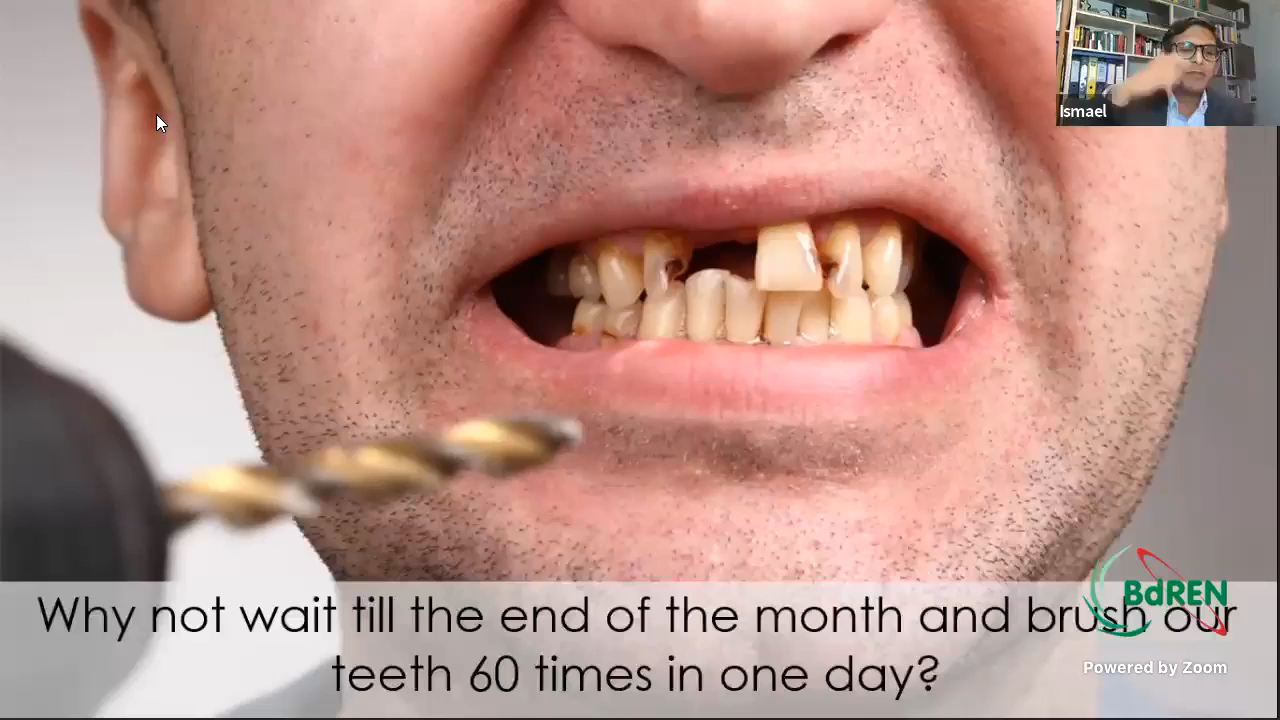 Ismael
Why not wait till the end of the month and brush our
teeth 60 times in one day?
BdREN
Powered by Zoom